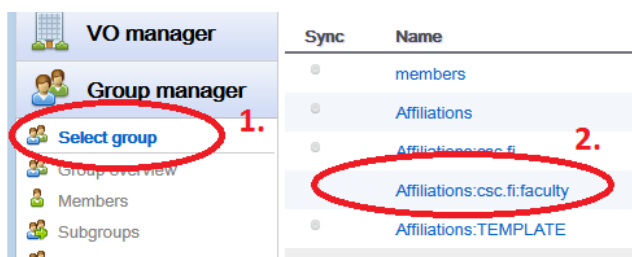 VO manager
Group manager
1.
Select group
Group overview
Members
Subgroups
Sync Name
members
Affiliations
Affiliations:csc.fi
2.
Affiliations:csc.fi:faculty
Affiliations:TEMPLATE